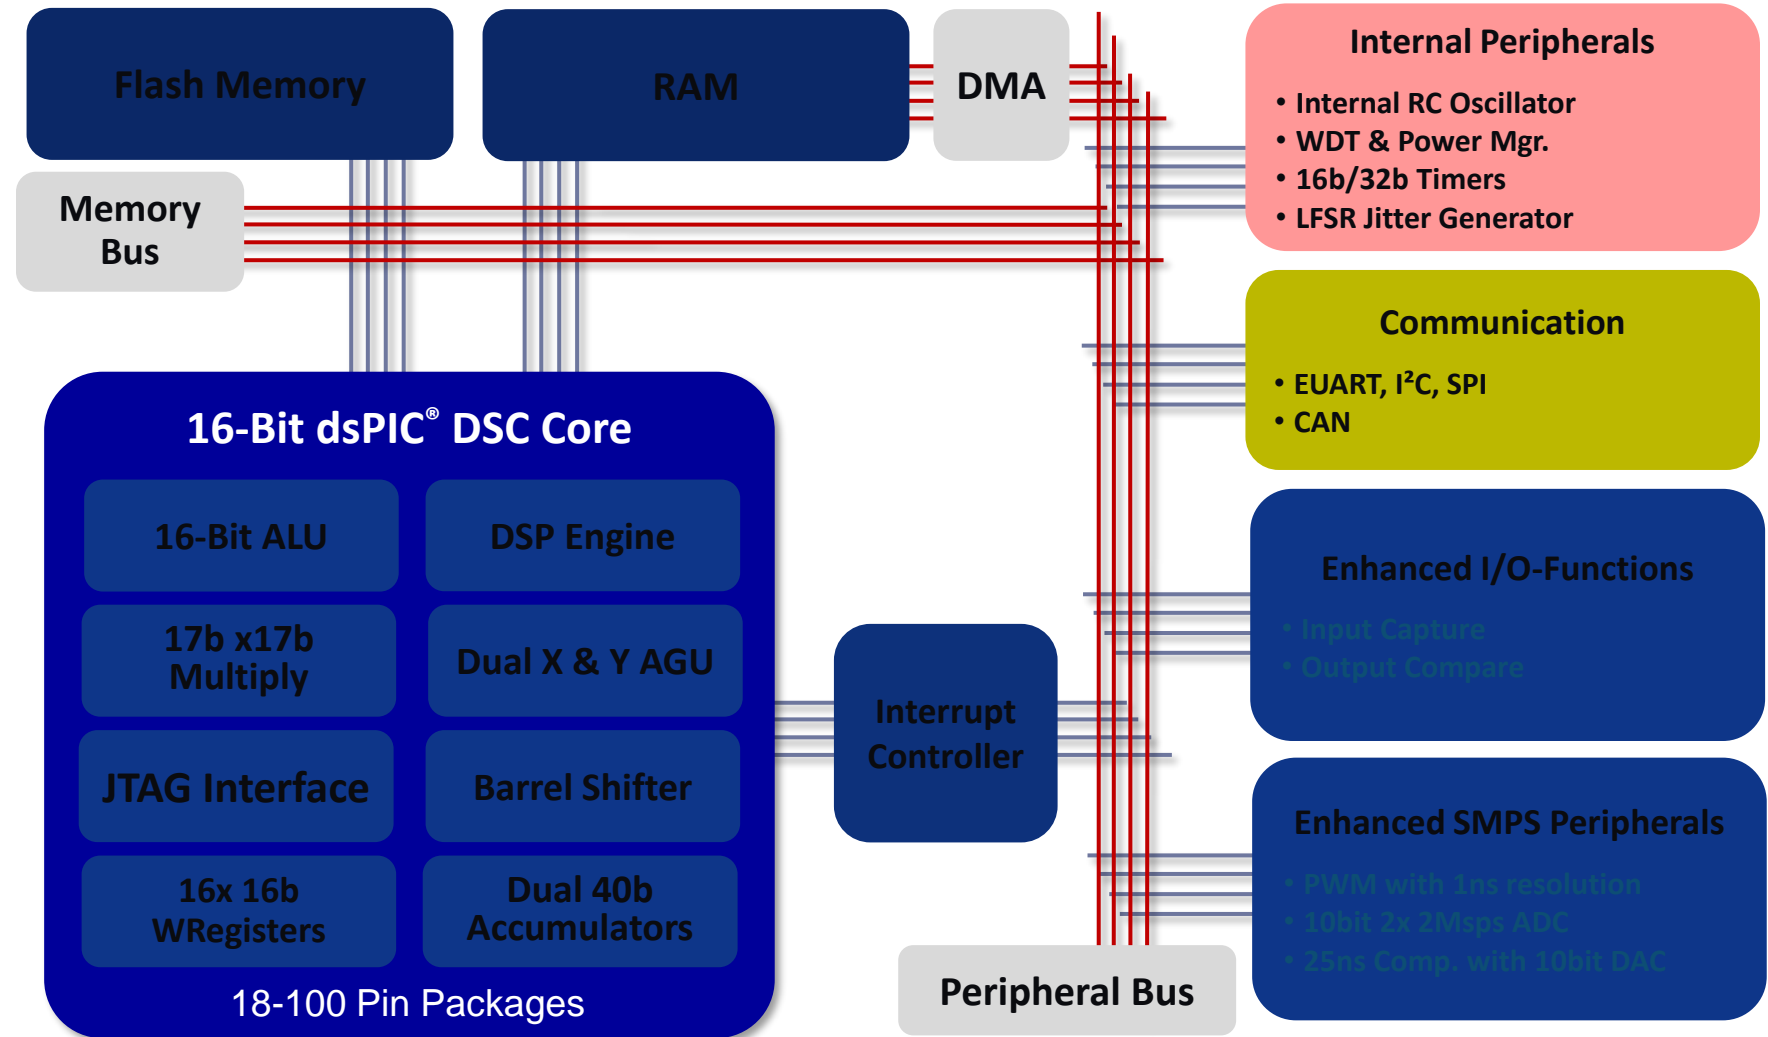 Flash Memory
RAM
DMA
Memory
Bus
16-Bit dsPIC® DSC Core
16-Bit ALU
DSP Engine
17b x17b
Multiply
Dual X & Y AGU
JTAG Interface
Barrel Shifter
16x 16b
WRegisters
Dual 40b
Accumulators
18-100 Pin Packages
Interrupt
Controller
Peripheral Bus
Internal Peripherals
• Internal RC Oscillator
• WDT & Power Mgr.
• 16b/32b Timers
• LFSR Jitter Generator
Communication
• EUART, I²C, SPI
• CAN
Enhanced I/O-Functions
• Input Capture
• Output Compare
Enhanced SMPS Peripherals
• PWM with 1ns resolution
• 10bit 2x 2Msps ADC
• 25ns Comp. with 10bit DAC